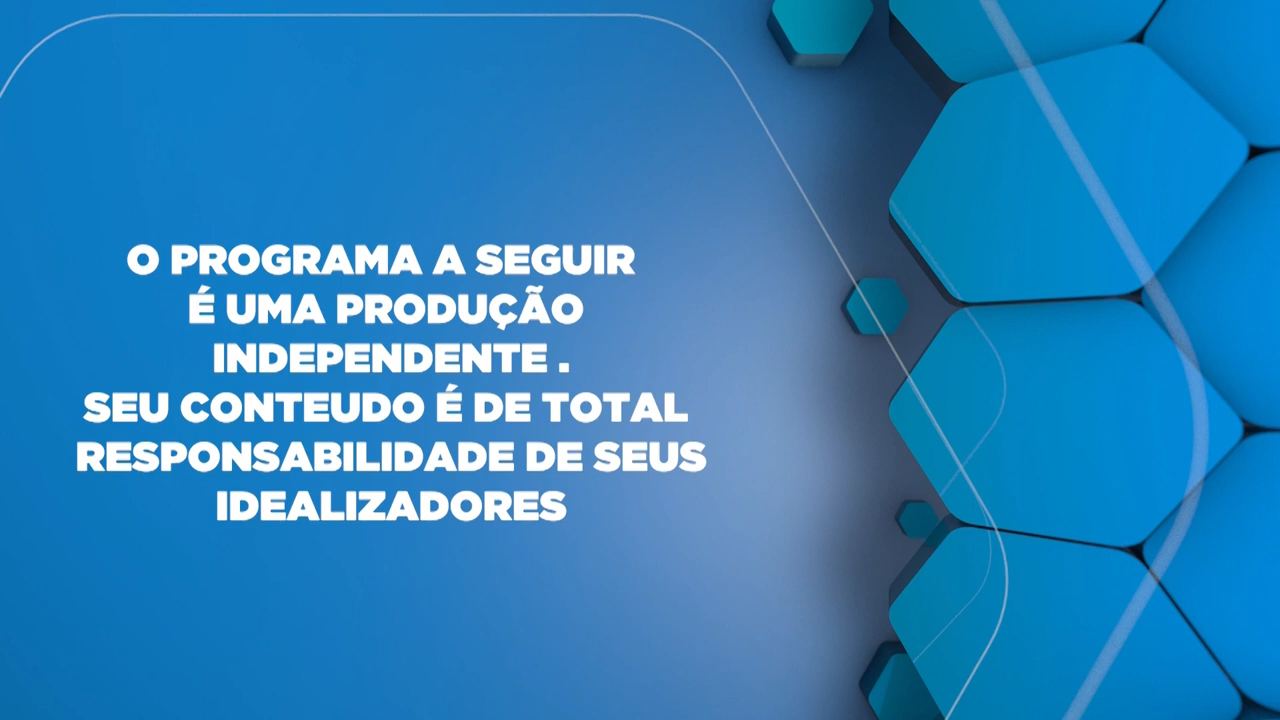 O PROGRAMA A SEGUIR
É UMA PRODUÇÃO
INDEPENDENTE .
SEU CONTEUDO É DE TOTAL
RESPONSABILIDADE DE SEUS
IDEALIZADORES